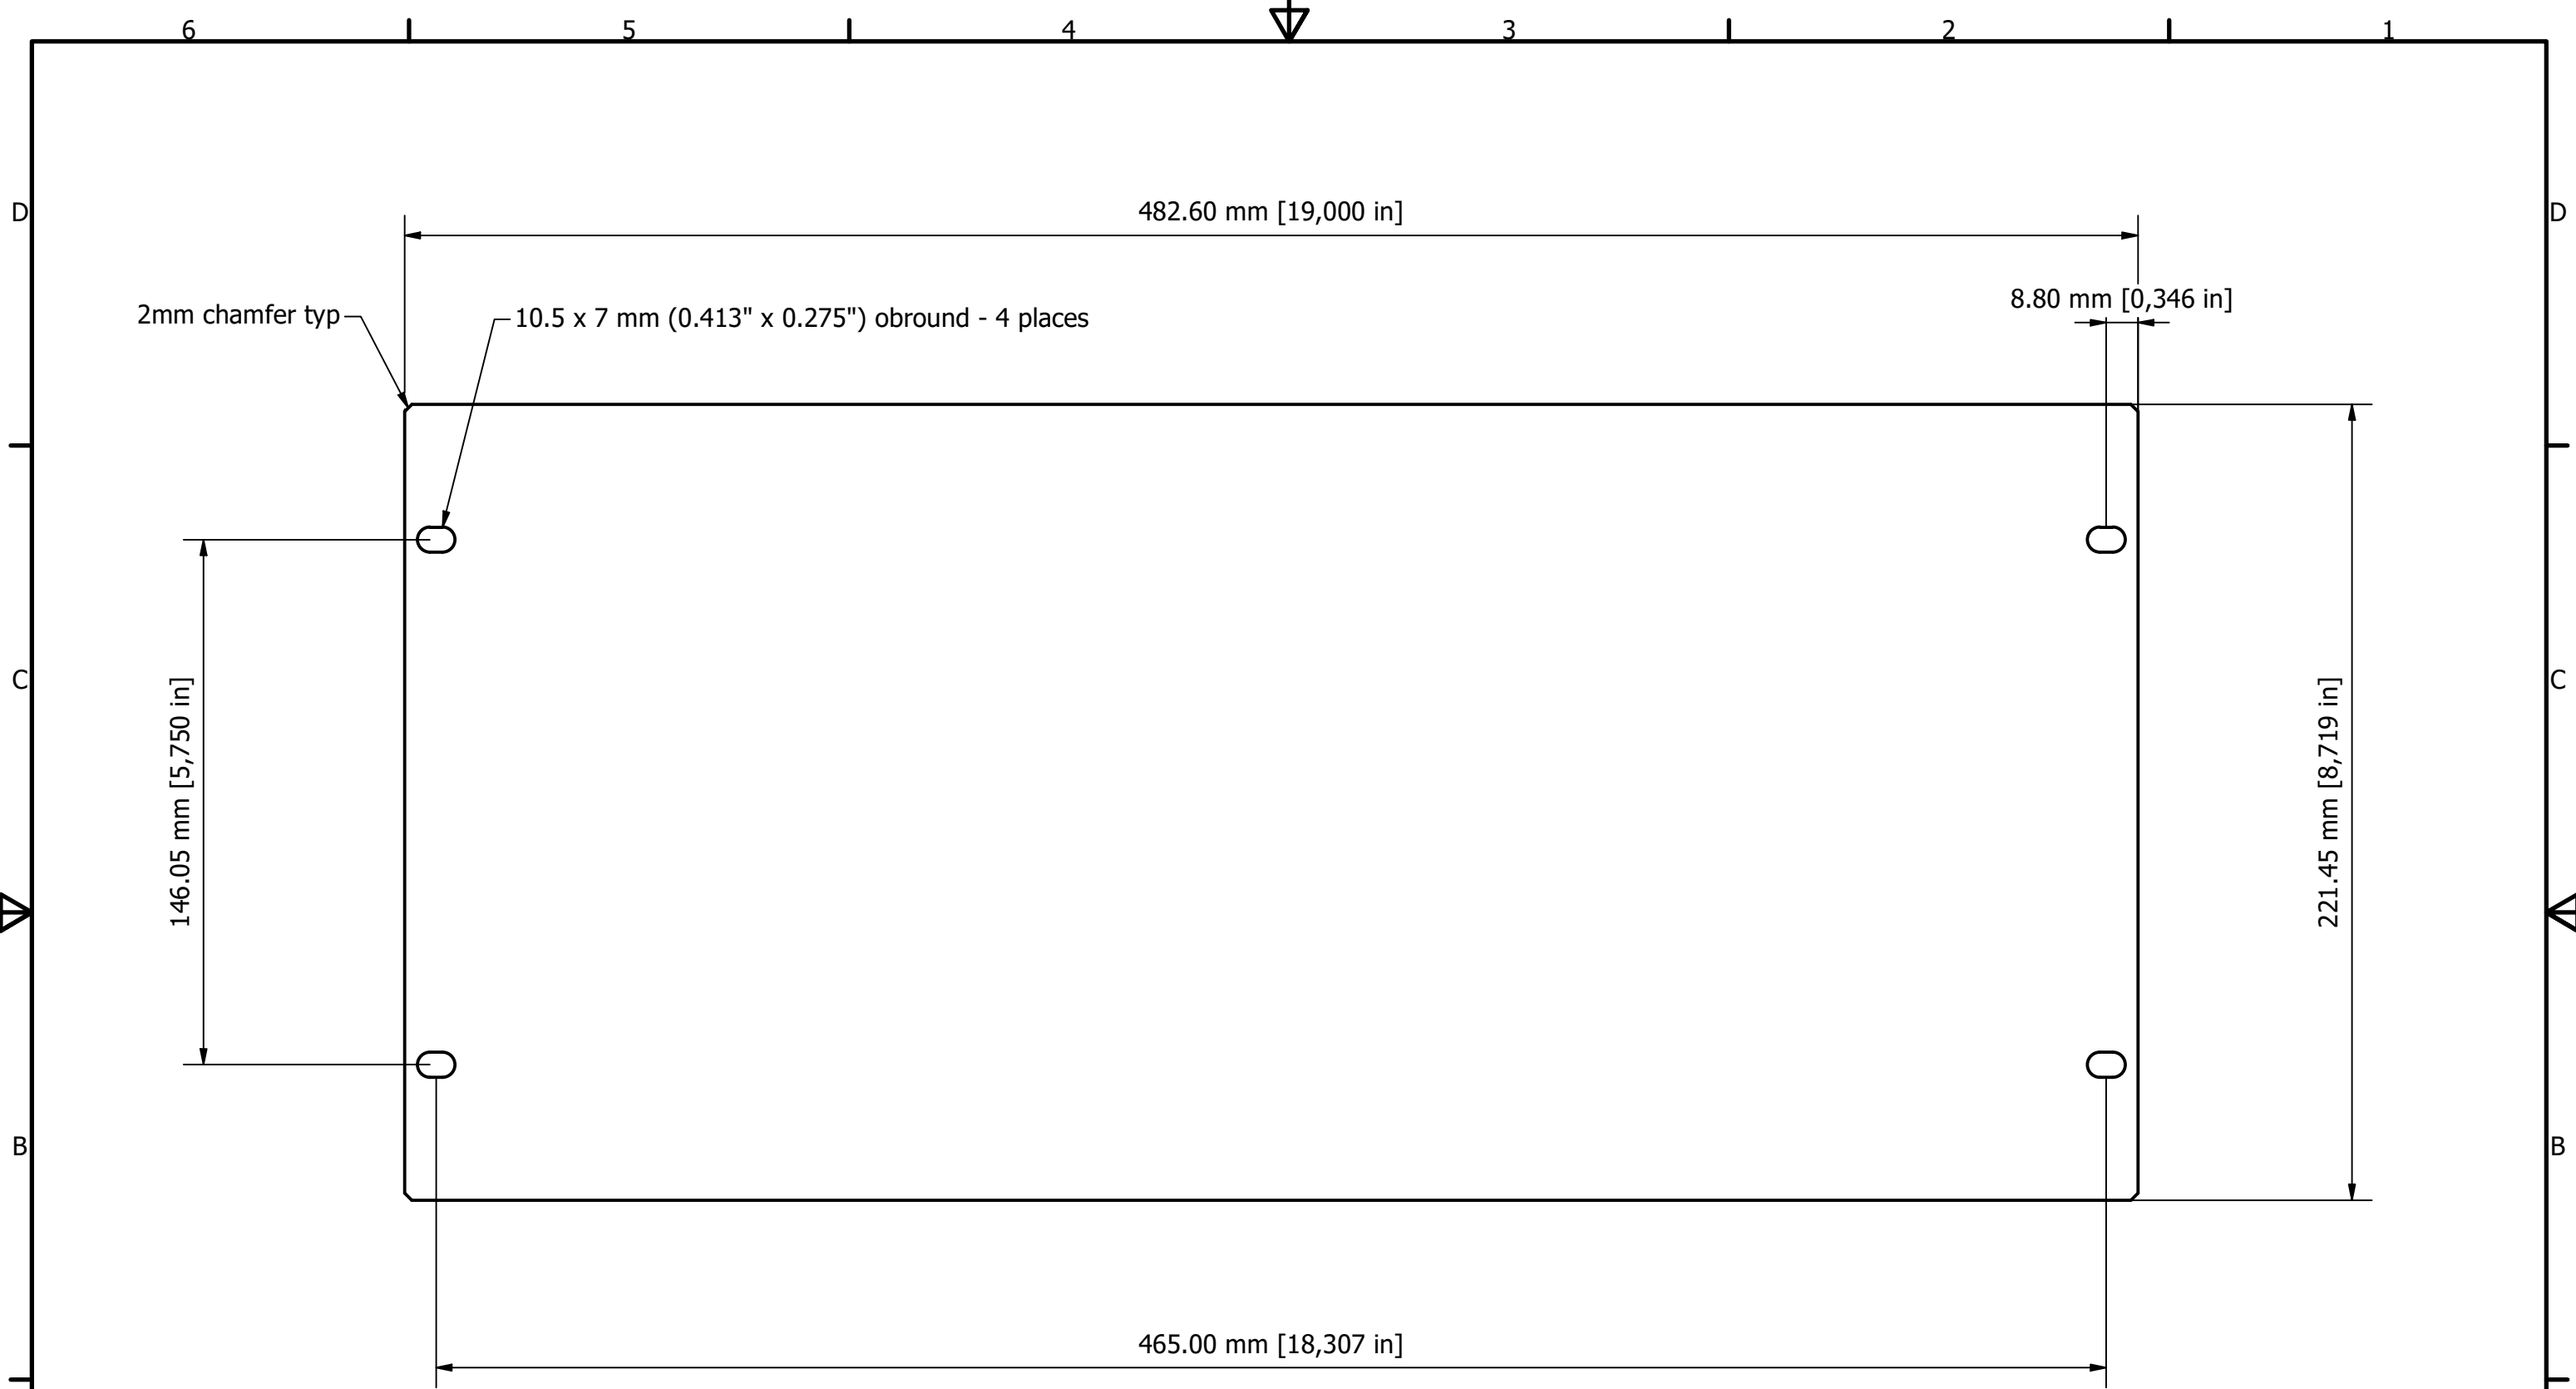 6 5 4 3 2 1
D D
482.60 mm [19,000 in]
8.80 mm [0,346 in]
2mm chamfer typ
10.5 x 7 mm (0.413" x 0.275") obround - 4 places
C C
146.05 mm [5,750 in]
221.45 mm [8,719 in]
B B
465.00 mm [18,307 in]